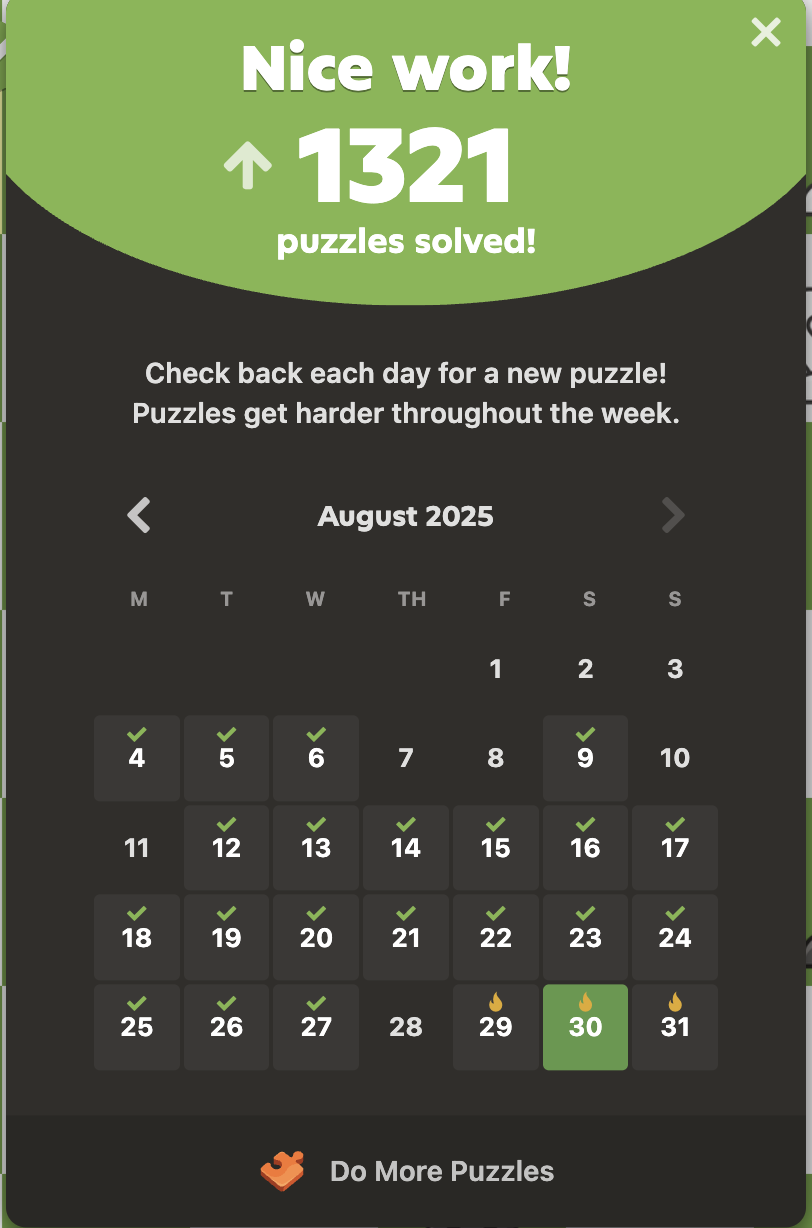 Nice work!
1321
puzzles solved!
Check back each day for a new puzzle!
Puzzles get harder throughout the week.
August 2025
M T W TH F S S
1 2 3
4 5 6 7 8 9 10
11 12 13 14 15 16 17
18 19 20 21 22 23 24
25 26 27 28 29 30 31
Do More Puzzles